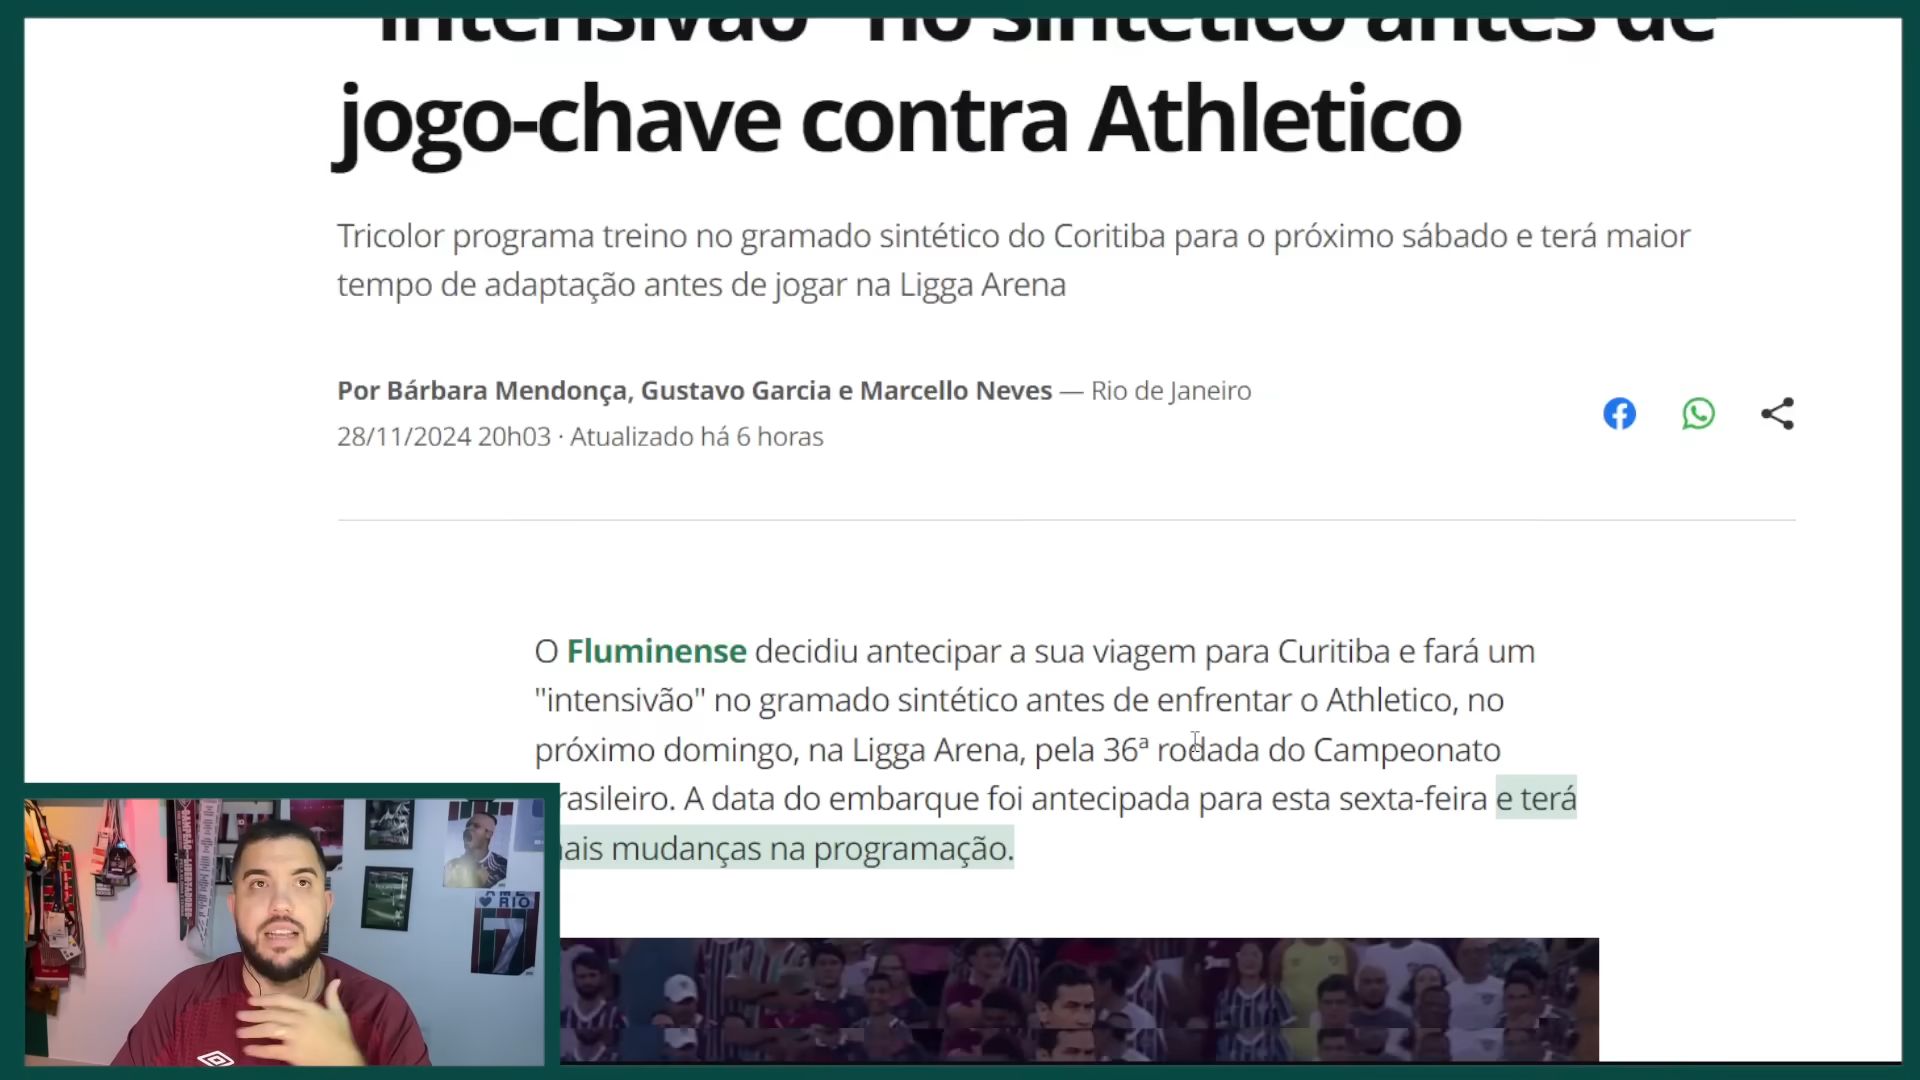 "intensivão" no sintético antes de
jogo-chave contra Athletico
Tricolor programa treino no gramado sintético do Coritiba para o próximo sábado e terá maior
tempo de adaptação antes de jogar na Ligga Arena
Por Bárbara Mendonça, Gustavo Garcia e Marcello Neves — Rio de Janeiro
28/11/2024 20h03 · Atualizado há 6 horas
O Fluminense decidiu antecipar a sua viagem para Curitiba e fará um
"intensivão" no gramado sintético antes de enfrentar o Athletico, no
próximo domingo, na Ligga Arena, pela 36ª rodada do Campeonato
rasileiro. A data do embarque foi antecipada para esta sexta-feira e terá
ais mudanças na programação.
RIO
7